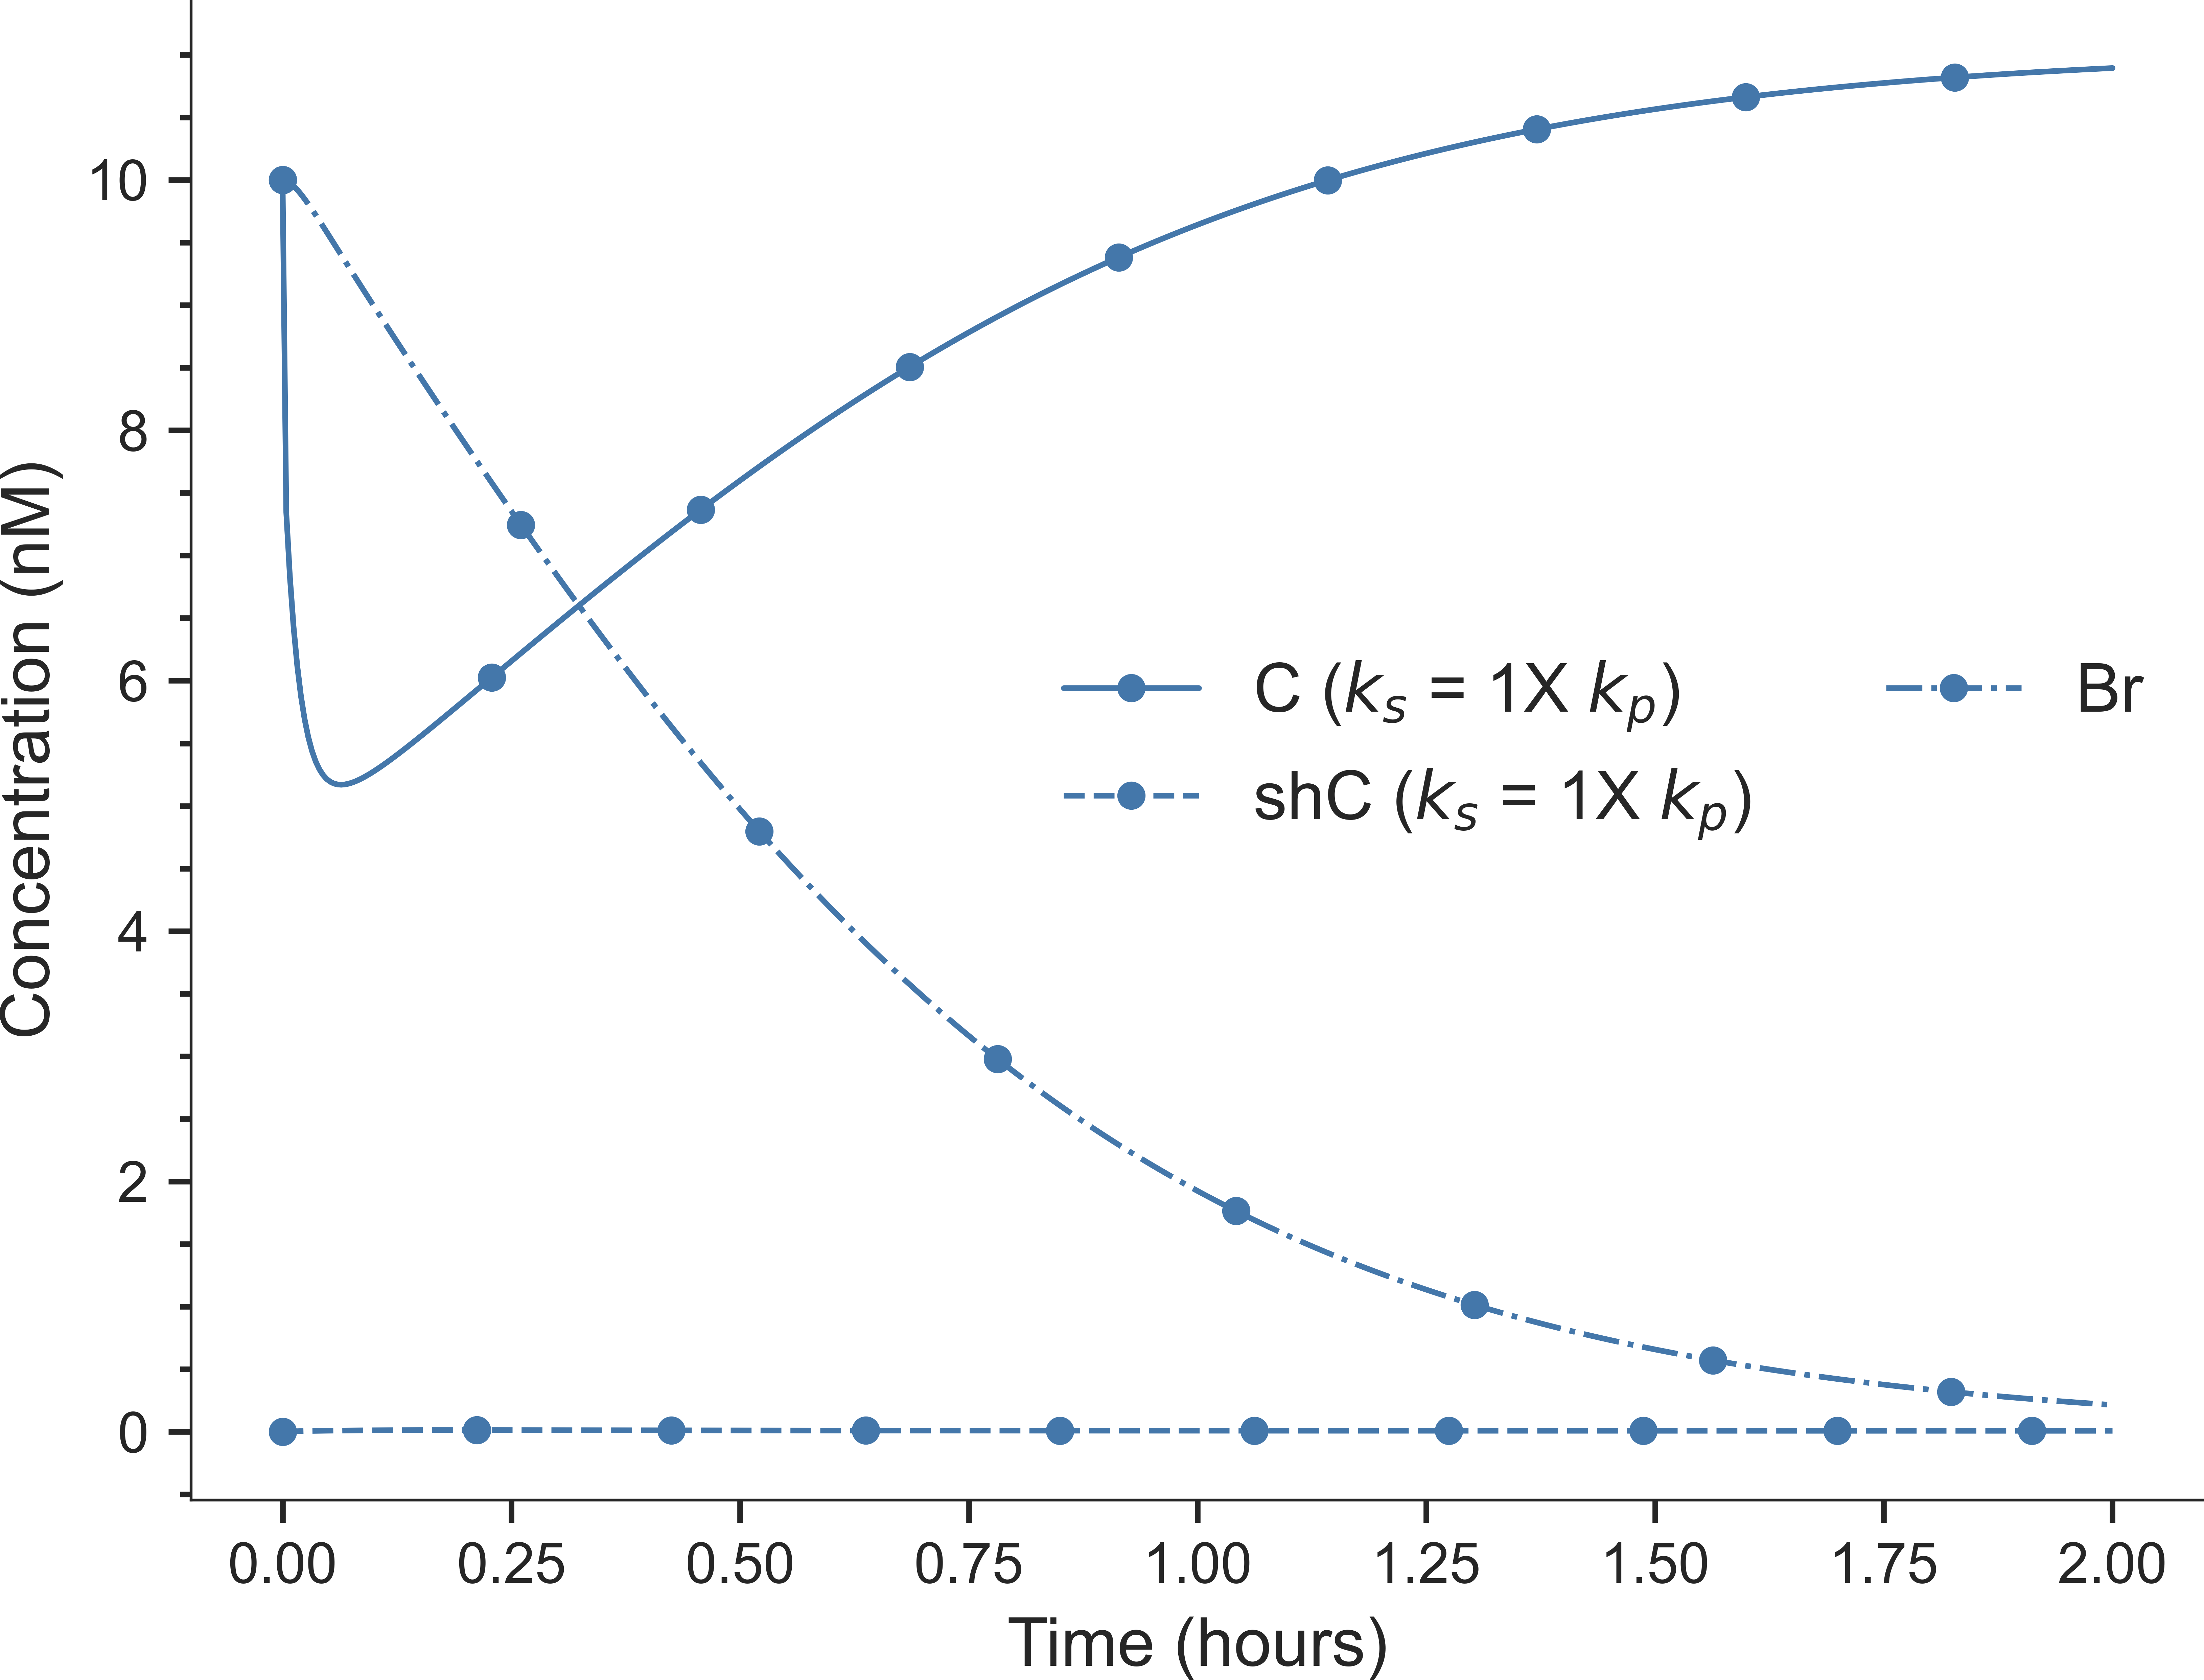 Concentration (nM)
10
8
6
4
2
0
C (kₛ = 1X kₚ)
shC (kₛ = 1X kₚ)
Br
0.00 0.25 0.50 0.75 1.00 1.25 1.50 1.75 2.00
Time (hours)